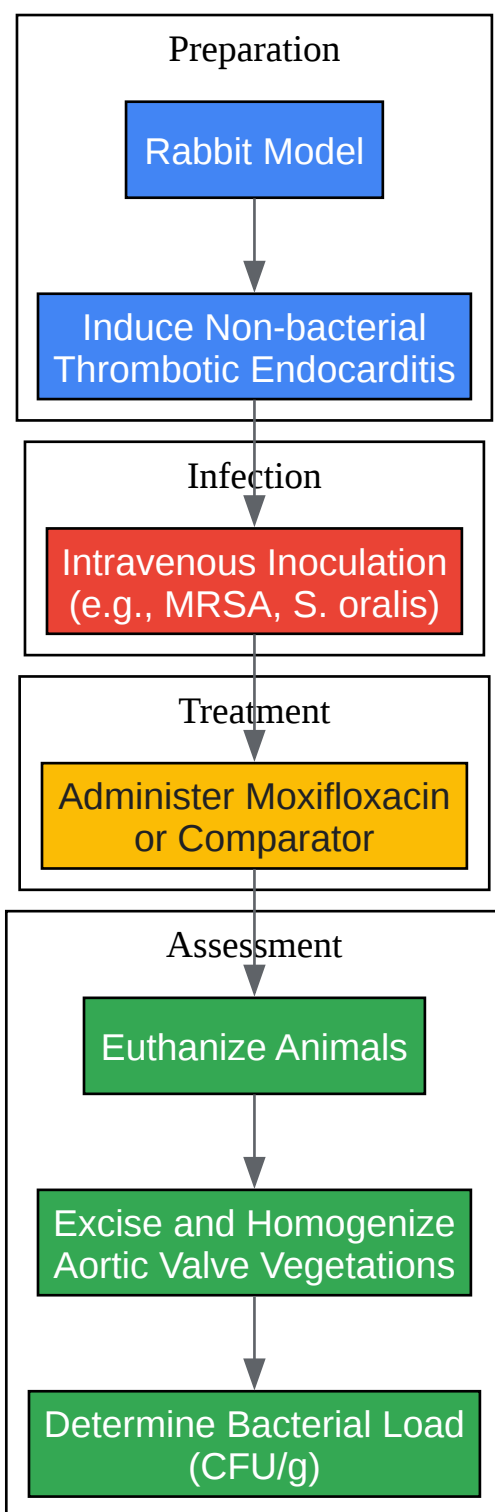 Preparation
Rabbit Model
Induce Non-bacterial
Thrombotic Endocarditis
Infection
Intravenous Inoculation
(e.g., MRSA, S. oralis)
Treatment
Administer Moxifloxacin
or Comparator
Assessment
Euthanize Animals
Excise and Homogenize
Aortic Valve Vegetations
Determine Bacterial Load
(CFU/g)